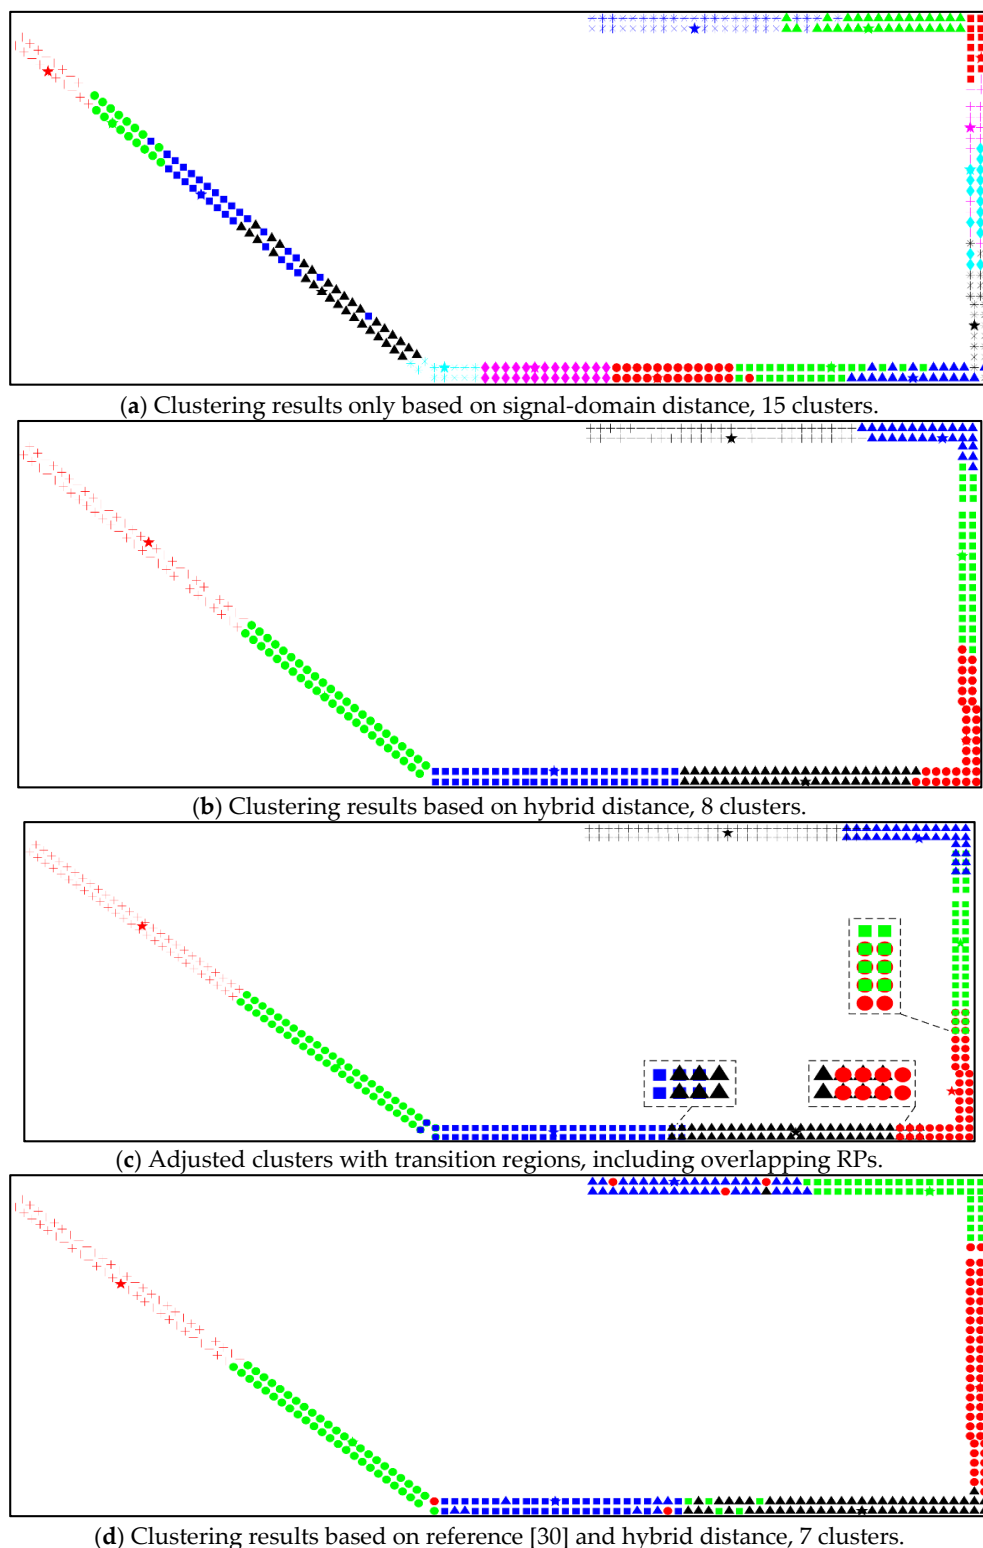 (a) Clustering results only based on signal-domain distance, 15 clusters.
(b) Clustering results based on hybrid distance, 8 clusters.
(c) Adjusted clusters with transition regions, including overlapping RPs.
(d) Clustering results based on reference [30] and hybrid distance, 7 clusters.